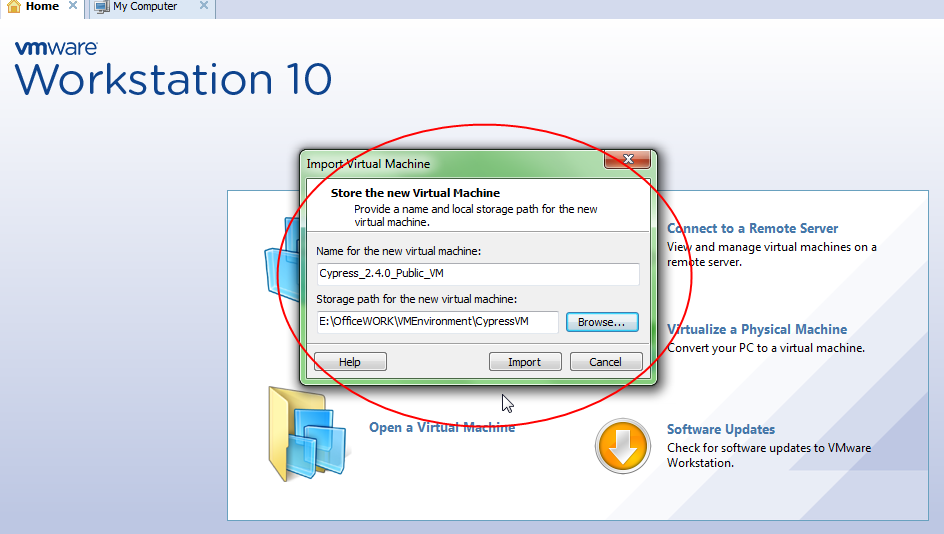 Home
My Computer
vmware
Workstation 10
Import Virtual Machine
Store the new Virtual Machine
Provide a name and local storage path for the new
virtual machine.
Name for the new virtual machine:
Cypress_2.4.0_Public_VM
Storage path for the new virtual machine:
E:\OfficeWORK\VMEnvironment\CypressVM
Browse...
Help
Import
Cancel
Connect to a Remote Server
View and manage virtual machines on a
remote server.
Virtualize a Physical Machine
Convert your PC to a virtual machine.
Open a Virtual Machine
Software Updates
Check for software updates to VMware
Workstation.